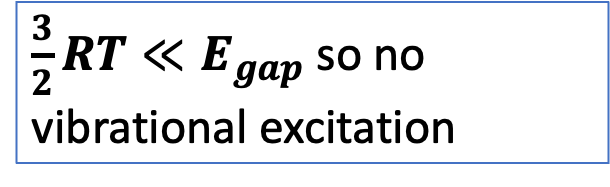 3/2 RT ≪ E_gap so no
vibrational excitation